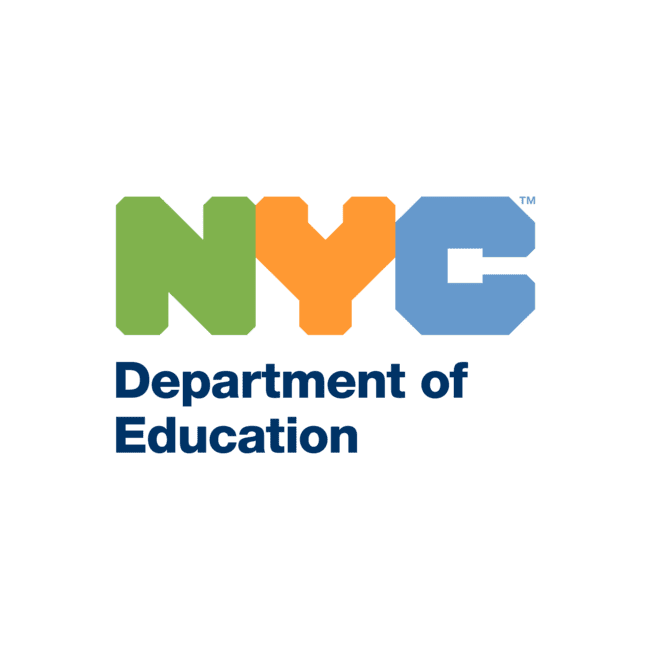 NYC™
Department of
Education